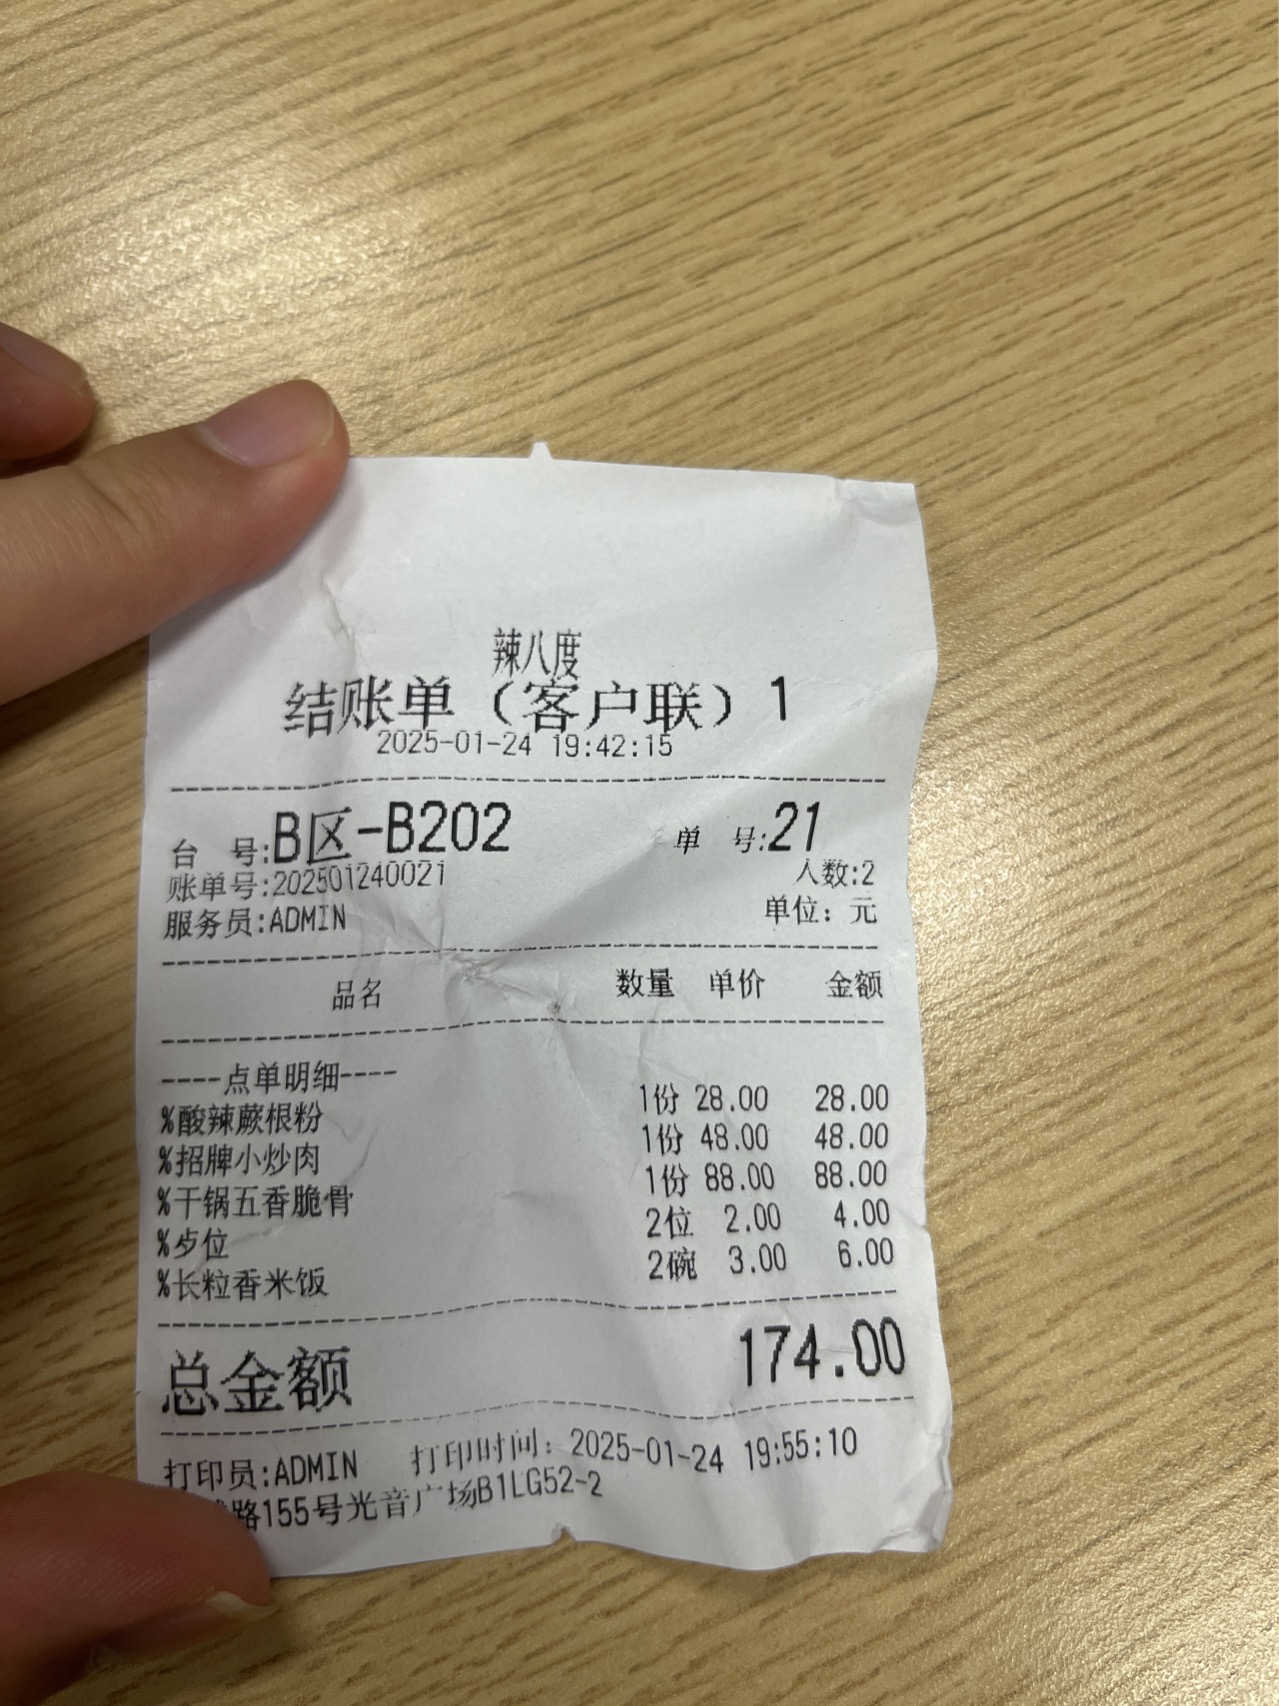 辣八度
结账单（客户联）1
2025-01-24 19:42:15
台 号:B区-B202 单 号:21
账单号:202501240021 人数:2
服务员:ADMIN 单位：元
品名 数量 单价 金额
----点单明细----
%酸辣蕨根粉 1份 28.00 28.00
%招牌小炒肉 1份 48.00 48.00
%干锅五香脆骨 1份 88.00 88.00
%歺位 2位 2.00 4.00
%长粒香米饭 2碗 3.00 6.00
总金额 174.00
打印员:ADMIN 打印时间：2025-01-24 19:55:10
路155号光音广场B1LG52-2